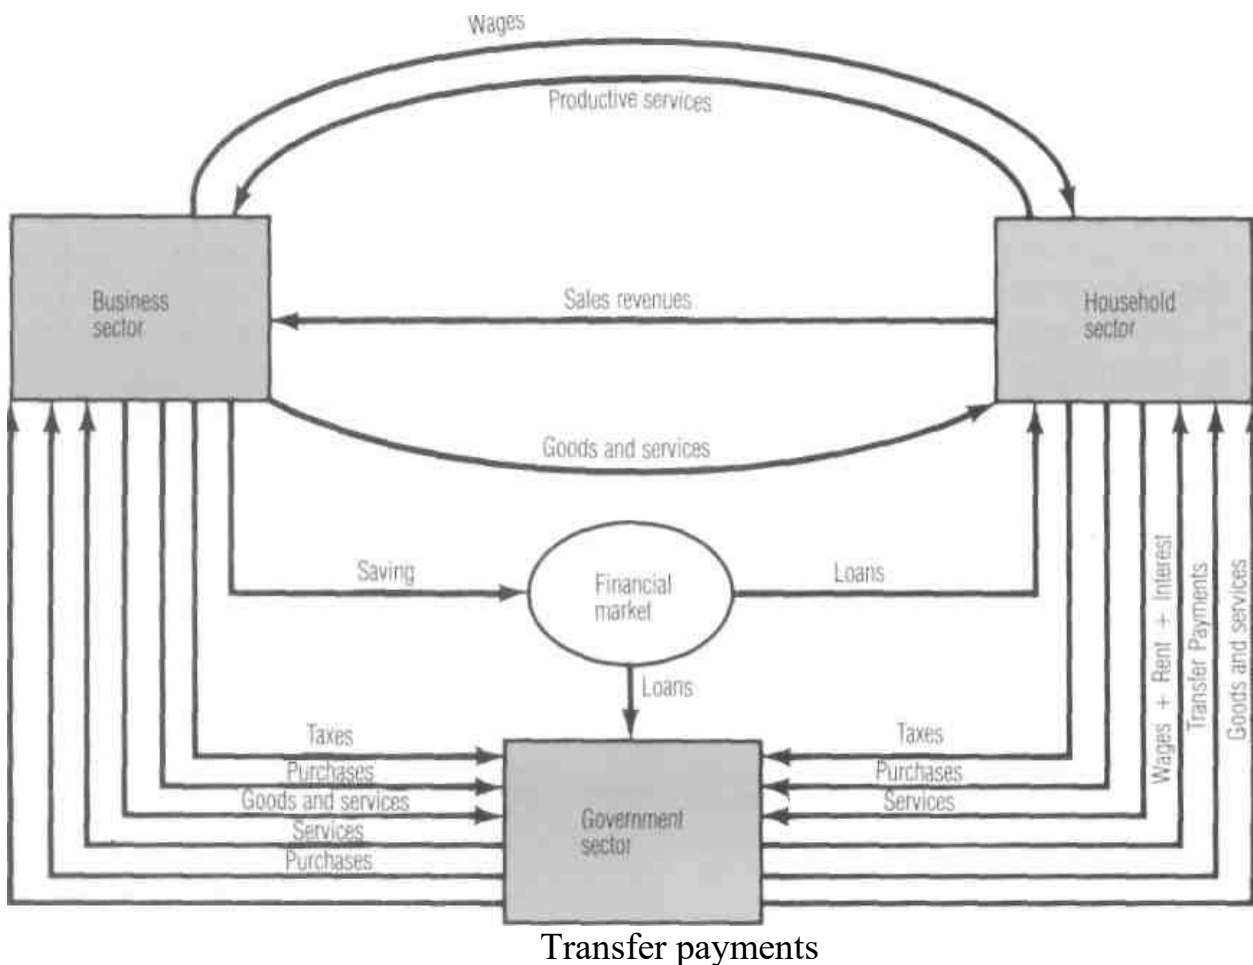 Wages
Productive services
Business
sector
Sales revenues
Household
sector
Goods and services
Saving
Financial
market
Loans
Loans
Wages + Rent + Interest
Transfer Payments
Goods and services
Taxes
Purchases
Goods and services
Services
Purchases
Government
sector
Taxes
Purchases
Services
Transfer payments